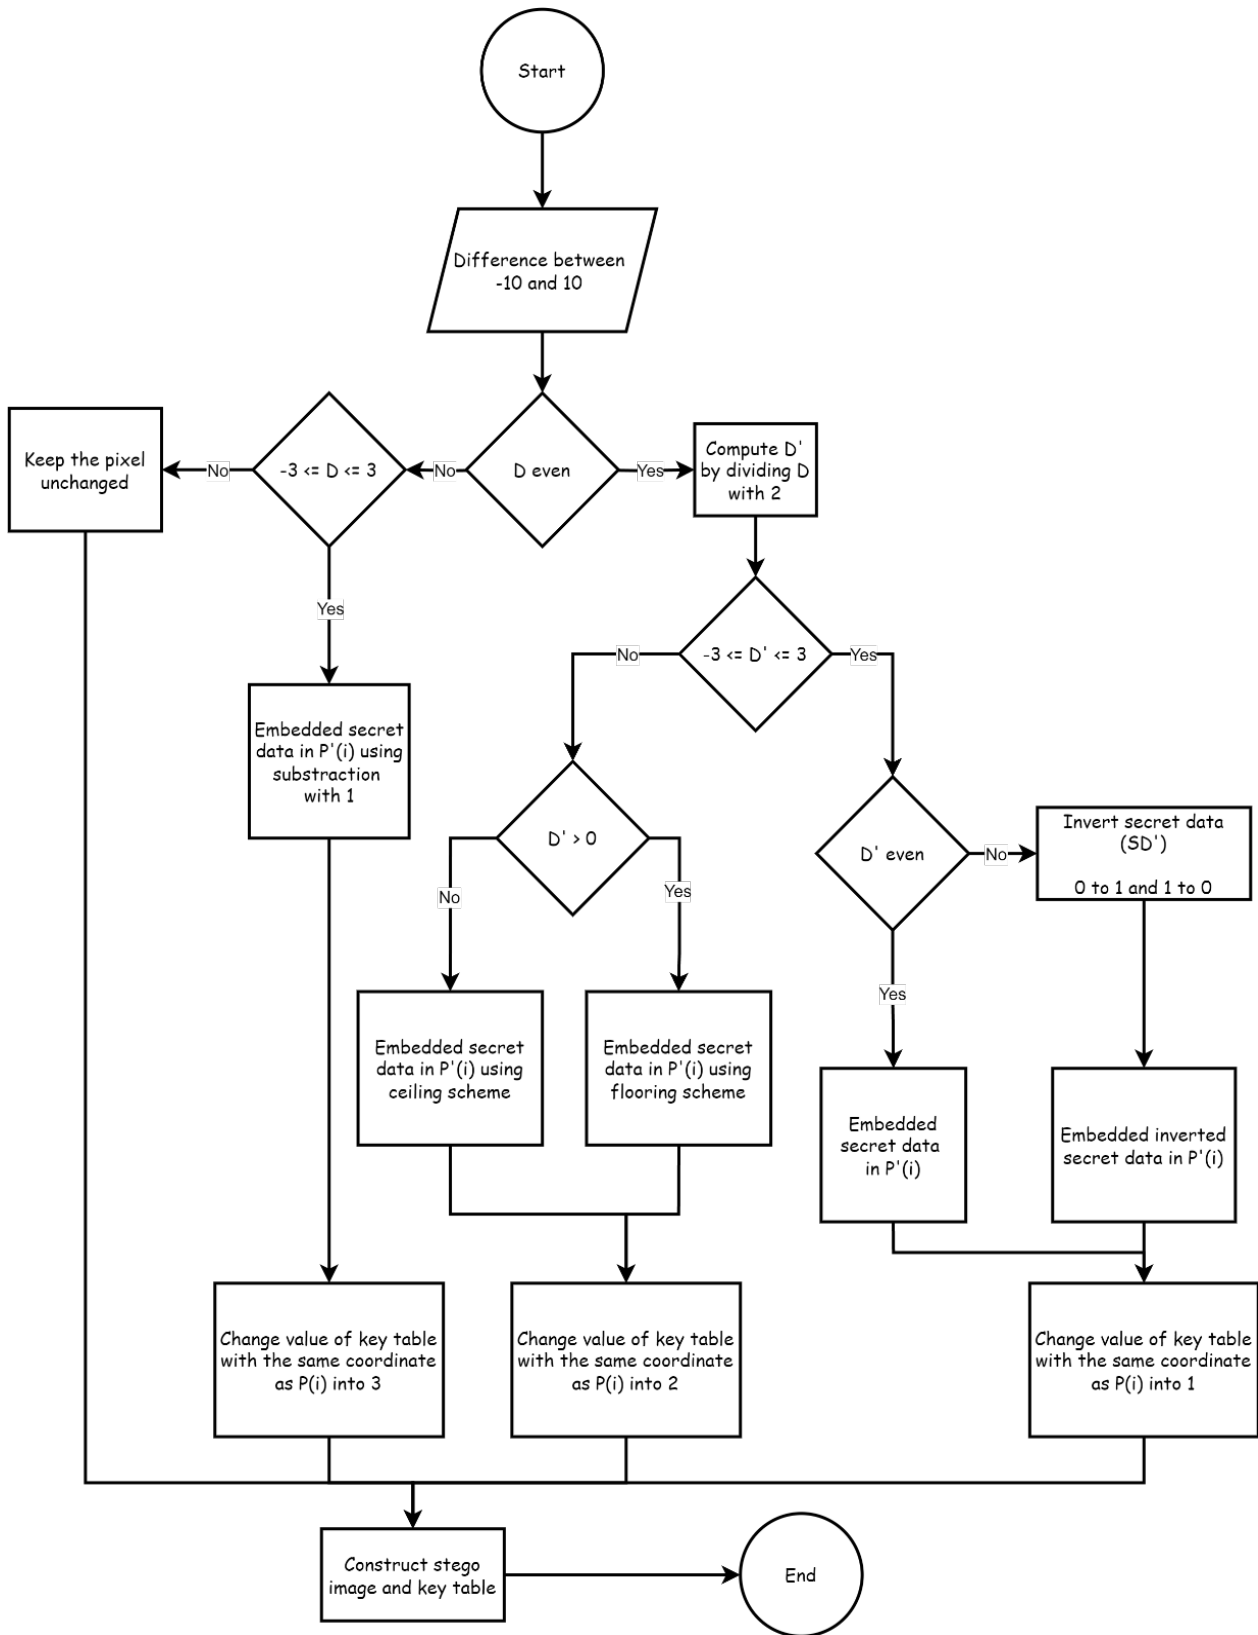 Start
Difference between
-10 and 10
Keep the pixel
unchanged
No
-3 <= D <= 3
No
D even
Yes
Compute D'
by dividing D
with 2
Yes
No
-3 <= D' <= 3
Yes
Embedded secret
data in P'(i) using
substraction
with 1
D' > 0
No
Yes
D' even
No
Invert secret data
(SD')
0 to 1 and 1 to 0
Yes
Embedded secret
data in P'(i) using
ceiling scheme
Embedded secret
data in P'(i) using
flooring scheme
Embedded
secret data
in P'(i)
Embedded inverted
secret data in P'(i)
Change value of key table
with the same coordinate
as P(i) into 3
Change value of key table
with the same coordinate
as P(i) into 2
Change value of key table
with the same coordinate
as P(i) into 1
Construct stego
image and key table
End